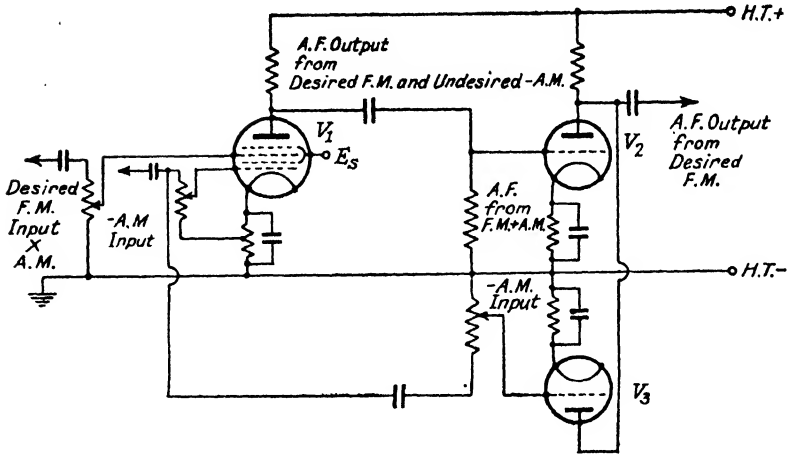 H.T.+
A.F. Output
from
Desired F.M. and Undesired -A.M.
V1
Es
V2
A.F. Output
from
Desired
F.M.
Desired
F.M.
Input
X
A.M.
-A.M
Input
A.F.
from
F.M.+A.M.
H.T.-
-A.M.
Input
V3